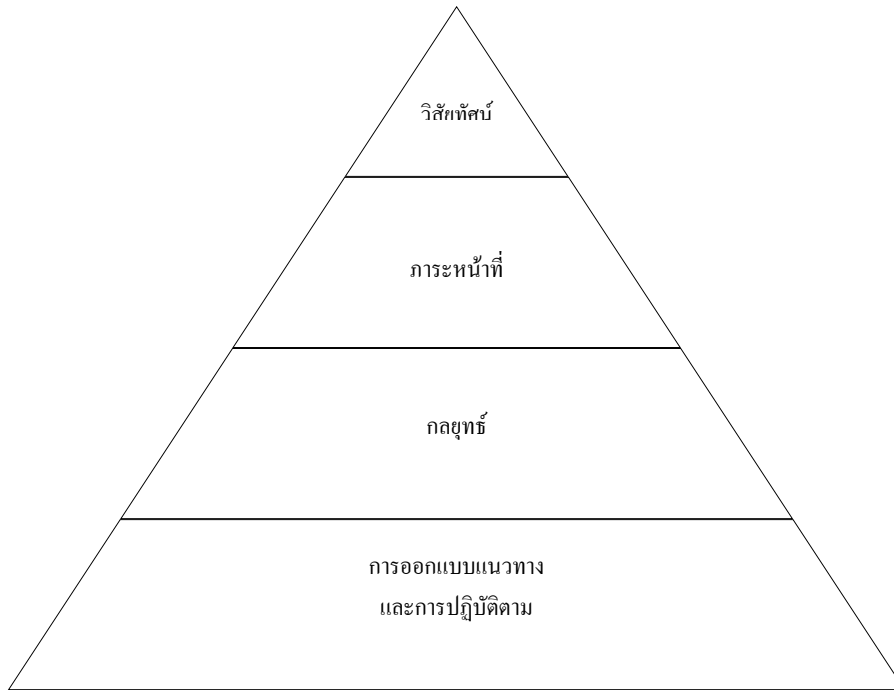 วิสัยทัศน์
ภาระหน้าที่
กลยุทธ์
การออกแบบแนวทาง
และการปฏิบัติตาม